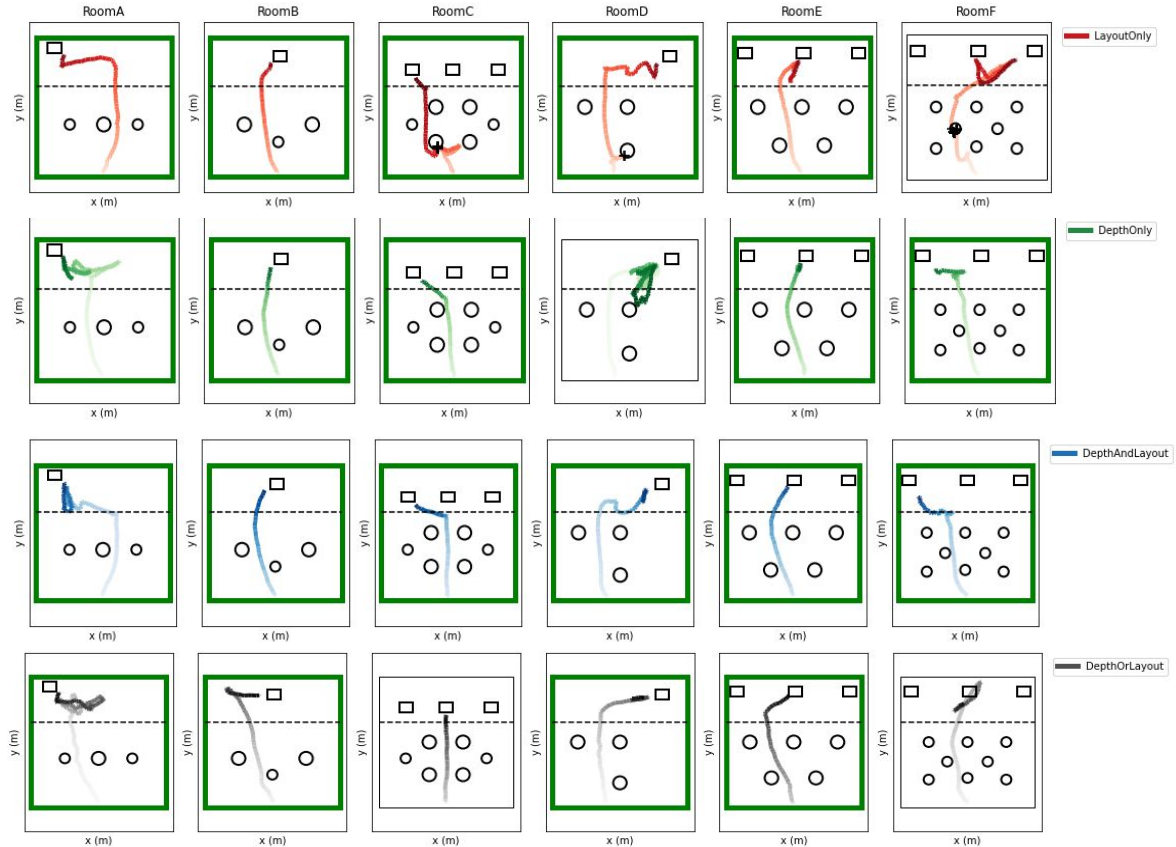 RoomA RoomB RoomC RoomD RoomE RoomF
LayoutOnly
y (m) y (m) y (m) y (m) y (m) y (m)
x (m) x (m) x (m) x (m) x (m) x (m)
DepthOnly
y (m) y (m) y (m) y (m) y (m) y (m)
x (m) x (m) x (m) x (m) x (m) x (m)
DepthAndLayout
y (m) y (m) y (m) y (m) y (m) y (m)
x (m) x (m) x (m) x (m) x (m) x (m)
DepthOrLayout
y (m) y (m) y (m) y (m) y (m) y (m)
x (m) x (m) x (m) x (m) x (m) x (m)